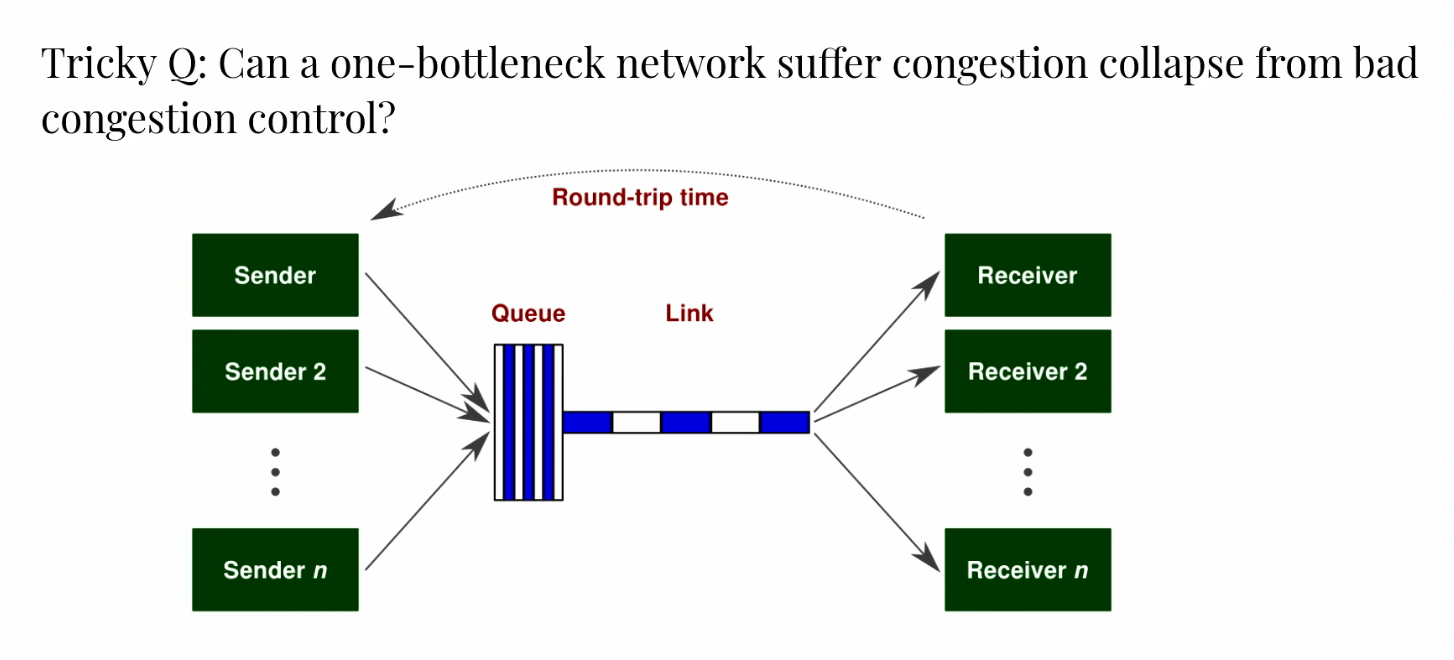 Tricky Q: Can a one-bottleneck network suffer congestion collapse from bad
congestion control?
Round-trip time
Sender
Receiver
Queue
Link
Sender 2
Receiver 2
Sender n
Receiver n